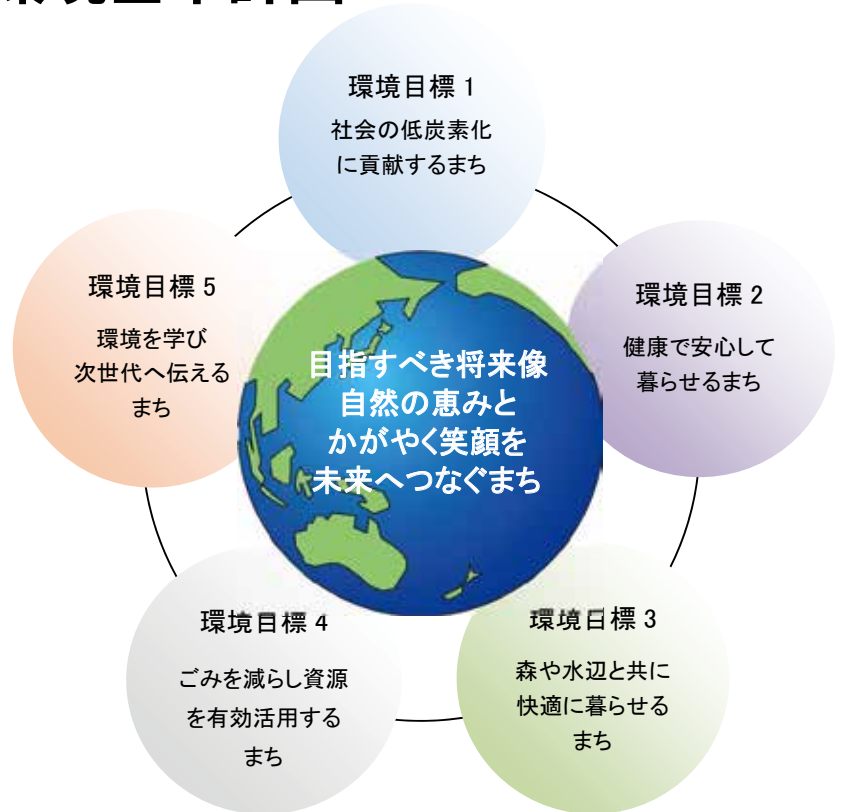 環境目標 1
社会の低炭素化
に貢献するまち
環境目標 2
健康で安心して
暮らせるまち
環境目標 3
森や水辺と共に
快適に暮らせる
まち
環境目標 4
ごみを減らし資源
を有効活用する
まち
環境目標 5
環境を学び
次世代へ伝える
まち
目指すべき将来像
自然の恵みと
かがやく笑顔を
未来へつなぐまち